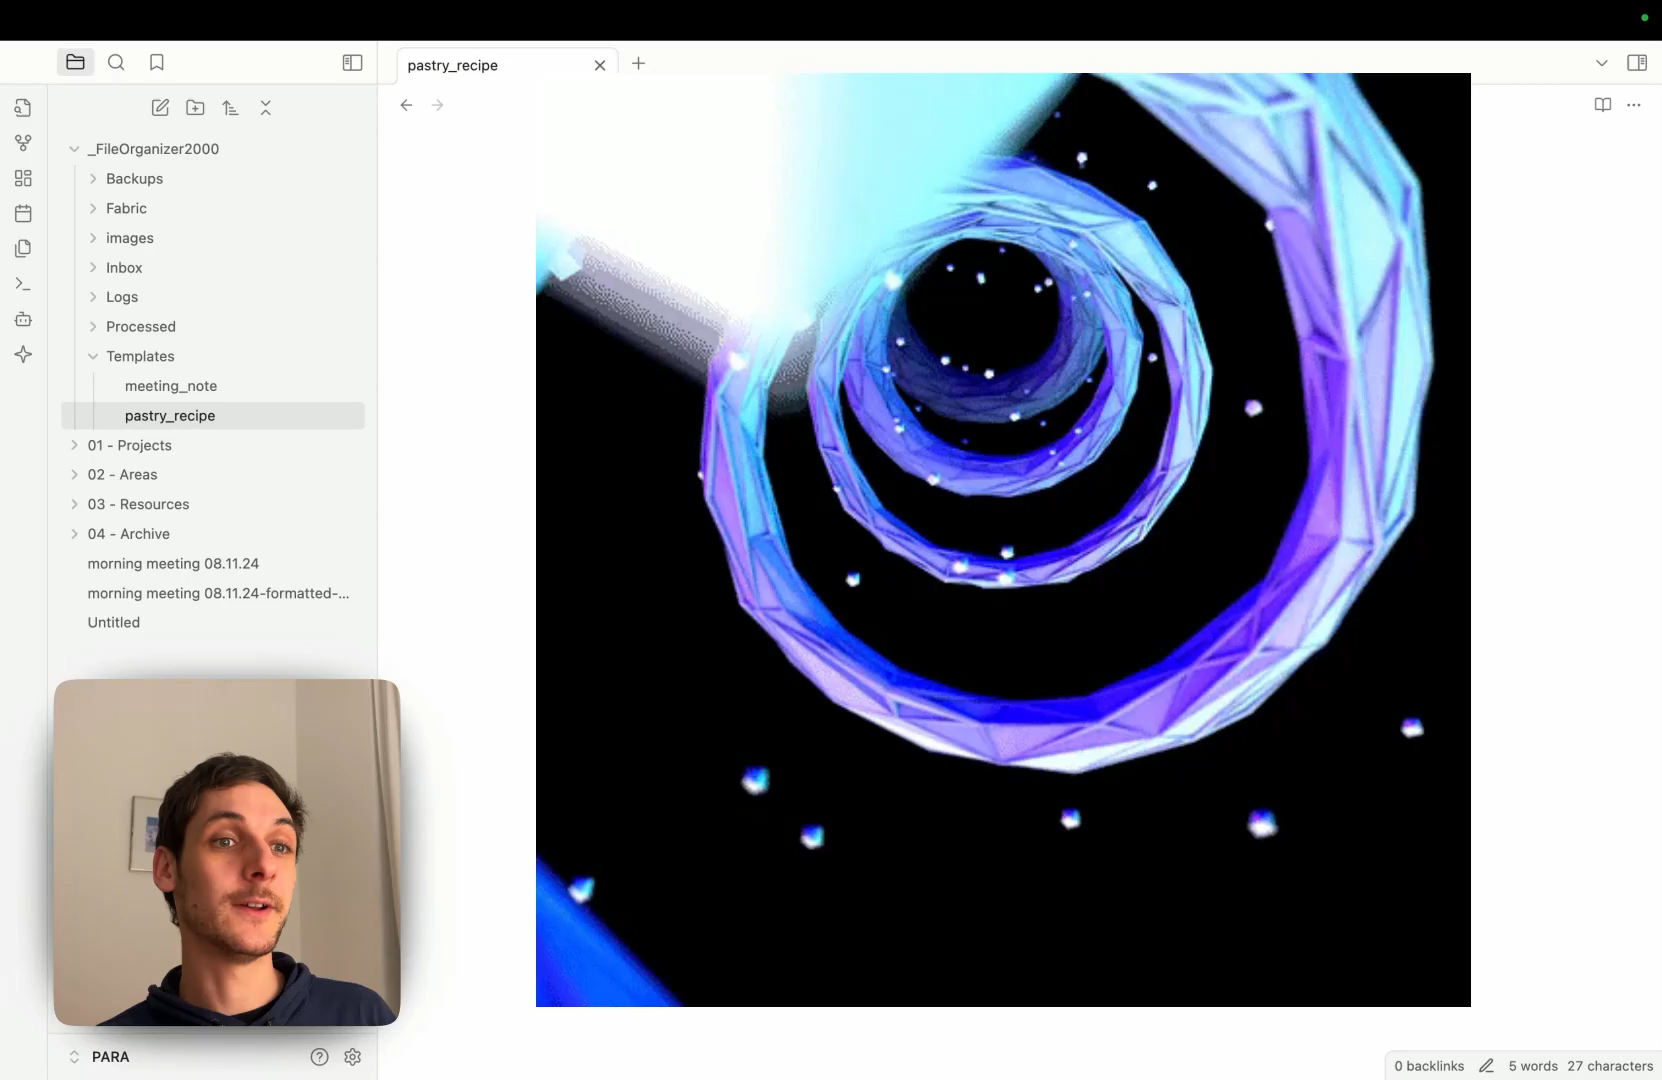 pastry_recipe
_FileOrganizer2000
Backups
Fabric
images
Inbox
Logs
Processed
Templates
meeting_note
pastry_recipe
01 - Projects
02 - Areas
03 - Resources
04 - Archive
morning meeting 08.11.24
morning meeting 08.11.24-formatted-...
Untitled
PARA
0 backlinks 5 words 27 characters